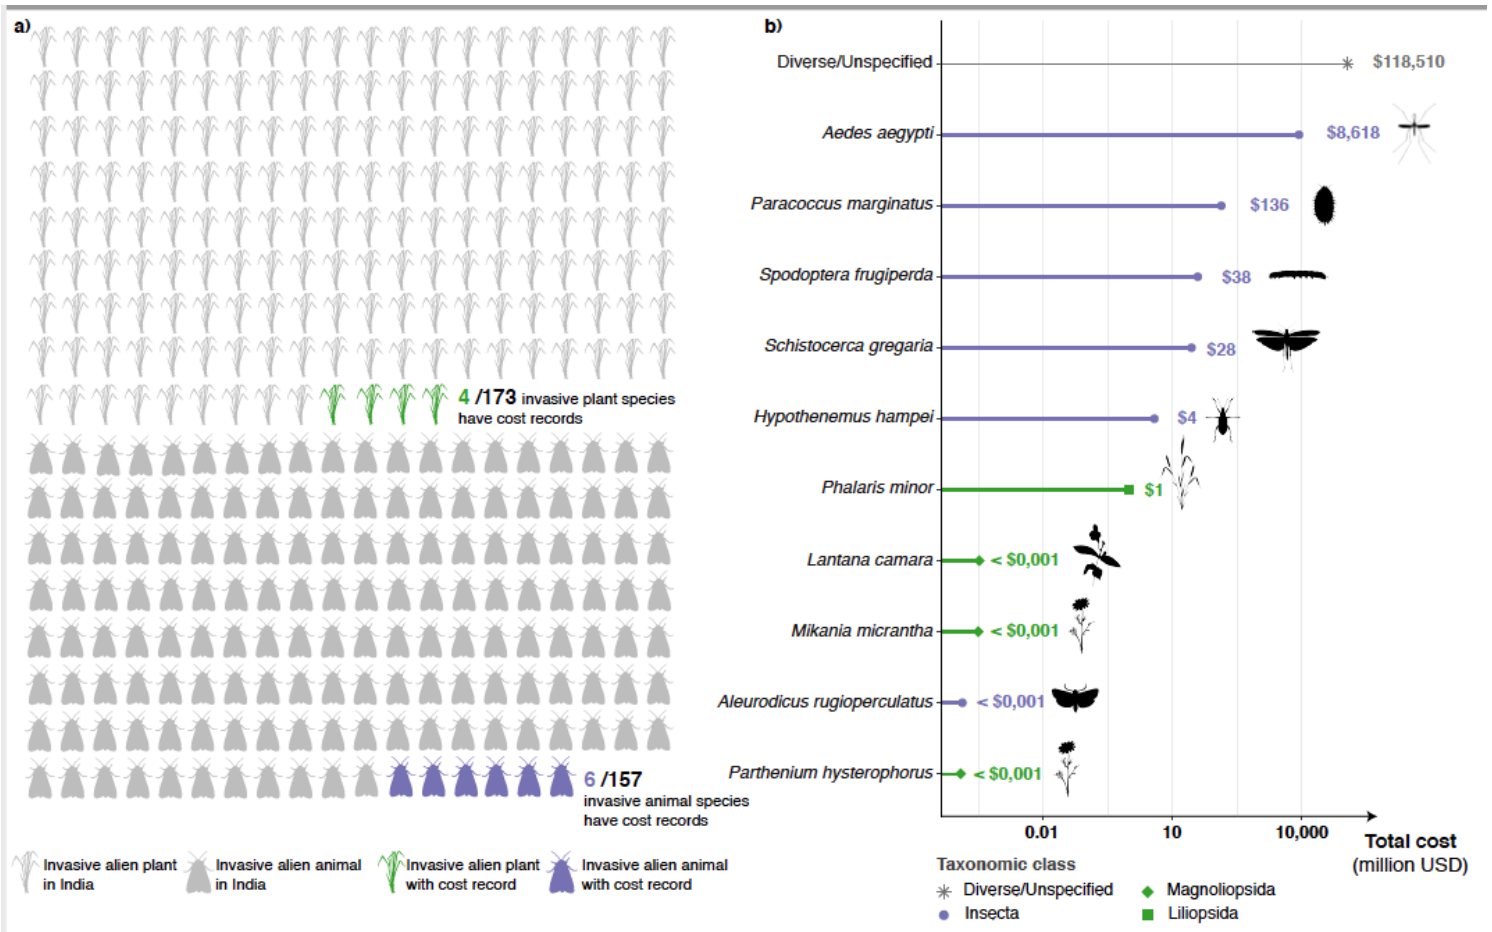 a)
4 /173 invasive plant species
have cost records
6 /157
invasive animal species
have cost records
Invasive alien plant
in India
Invasive alien animal
in India
Invasive alien plant
with cost record
Invasive alien animal
with cost record
b)
Diverse/Unspecified
$118,510
Aedes aegypti
$8,618
Paracoccus marginatus
$136
Spodoptera frugiperda
$38
Schistocerca gregaria
$28
Hypothenemus hampei
$4
Phalaris minor
$1
Lantana camara
< $0,001
Mikania micrantha
< $0,001
Aleurodicus rugioperculatus
< $0,001
Parthenium hysterophorus
< $0,001
0.01
10
10,000
Total cost
(million USD)
Taxonomic class
Diverse/Unspecified
Insecta
Magnoliopsida
Liliopsida